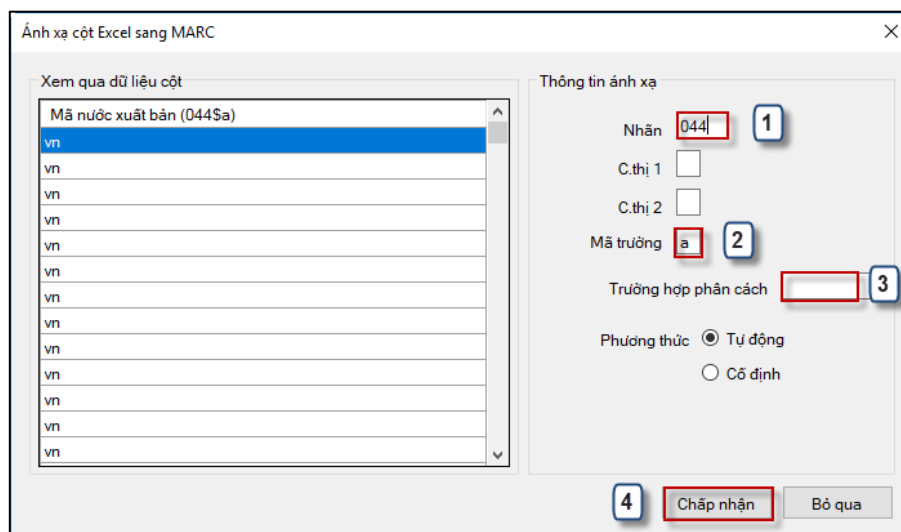 Ánh xạ cột Excel sang MARC
Xem qua dữ liệu cột
Mã nước xuất bản (044$a)
vn
vn
vn
vn
vn
vn
vn
vn
vn
vn
vn
vn
vn
Thông tin ánh xạ
Nhãn 044 1
C.thị 1
C.thị 2
Mã trường a 2
Trường hợp phân cách 3
Phương thức Tự động
Cố định
4 Chấp nhận Bỏ qua